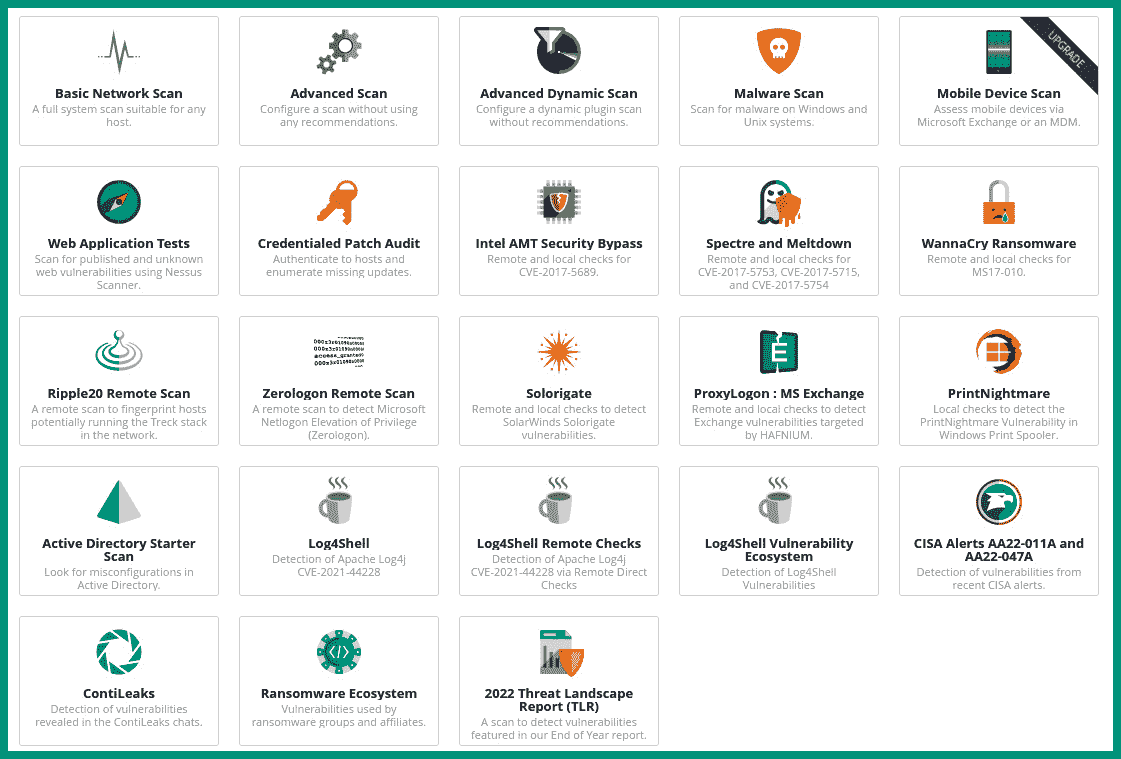 UPGRADE
Basic Network Scan
A full system scan suitable for any
host.
Advanced Scan
Configure a scan without using
any recommendations.
Advanced Dynamic Scan
Configure a dynamic plugin scan
without recommendations.
Malware Scan
Scan for malware on Windows and
Unix systems.
Mobile Device Scan
Assess mobile devices via
Microsoft Exchange or an MDM.
Web Application Tests
Scan for published and unknown
web vulnerabilities using Nessus
Scanner.
Credentialed Patch Audit
Authenticate to hosts and
enumerate missing updates.
Intel AMT Security Bypass
Remote and local checks for
CVE-2017-5689.
Spectre and Meltdown
Remote and local checks for
CVE-2017-5753, CVE-2017-5715,
and CVE-2017-5754
WannaCry Ransomware
Remote and local checks for
MS17-010.
Ripple20 Remote Scan
A remote scan to fingerprint hosts
potentially running the Treck stack
in the network.
Zerologon Remote Scan
A remote scan to detect Microsoft
Netlogon Elevation of Privilege
(Zerologon).
Solorigate
Remote and local checks to detect
SolarWinds Solorigate
vulnerabilities.
ProxyLogon : MS Exchange
Remote and local checks to detect
Exchange vulnerabilities targeted
by HAFNIUM.
PrintNightmare
Local checks to detect the
PrintNightmare Vulnerability in
Windows Print Spooler.
Active Directory Starter
Scan
Look for misconfigurations in
Active Directory.
Log4Shell
Detection of Apache Log4j
CVE-2021-44228
Log4Shell Remote Checks
Detection of Apache Log4j
CVE-2021-44228 via Remote Direct
Checks
Log4Shell Vulnerability
Ecosystem
Detection of Log4Shell
Vulnerabilities
CISA Alerts AA22-011A and
AA22-047A
Detection of vulnerabilities from
recent CISA alerts.
ContiLeaks
Detection of vulnerabilities
revealed in the ContiLeaks chats.
Ransomware Ecosystem
Vulnerabilities used by
ransomware groups and affiliates.
2022 Threat Landscape
Report (TLR)
A scan to detect vulnerabilities
featured in our End of Year report.